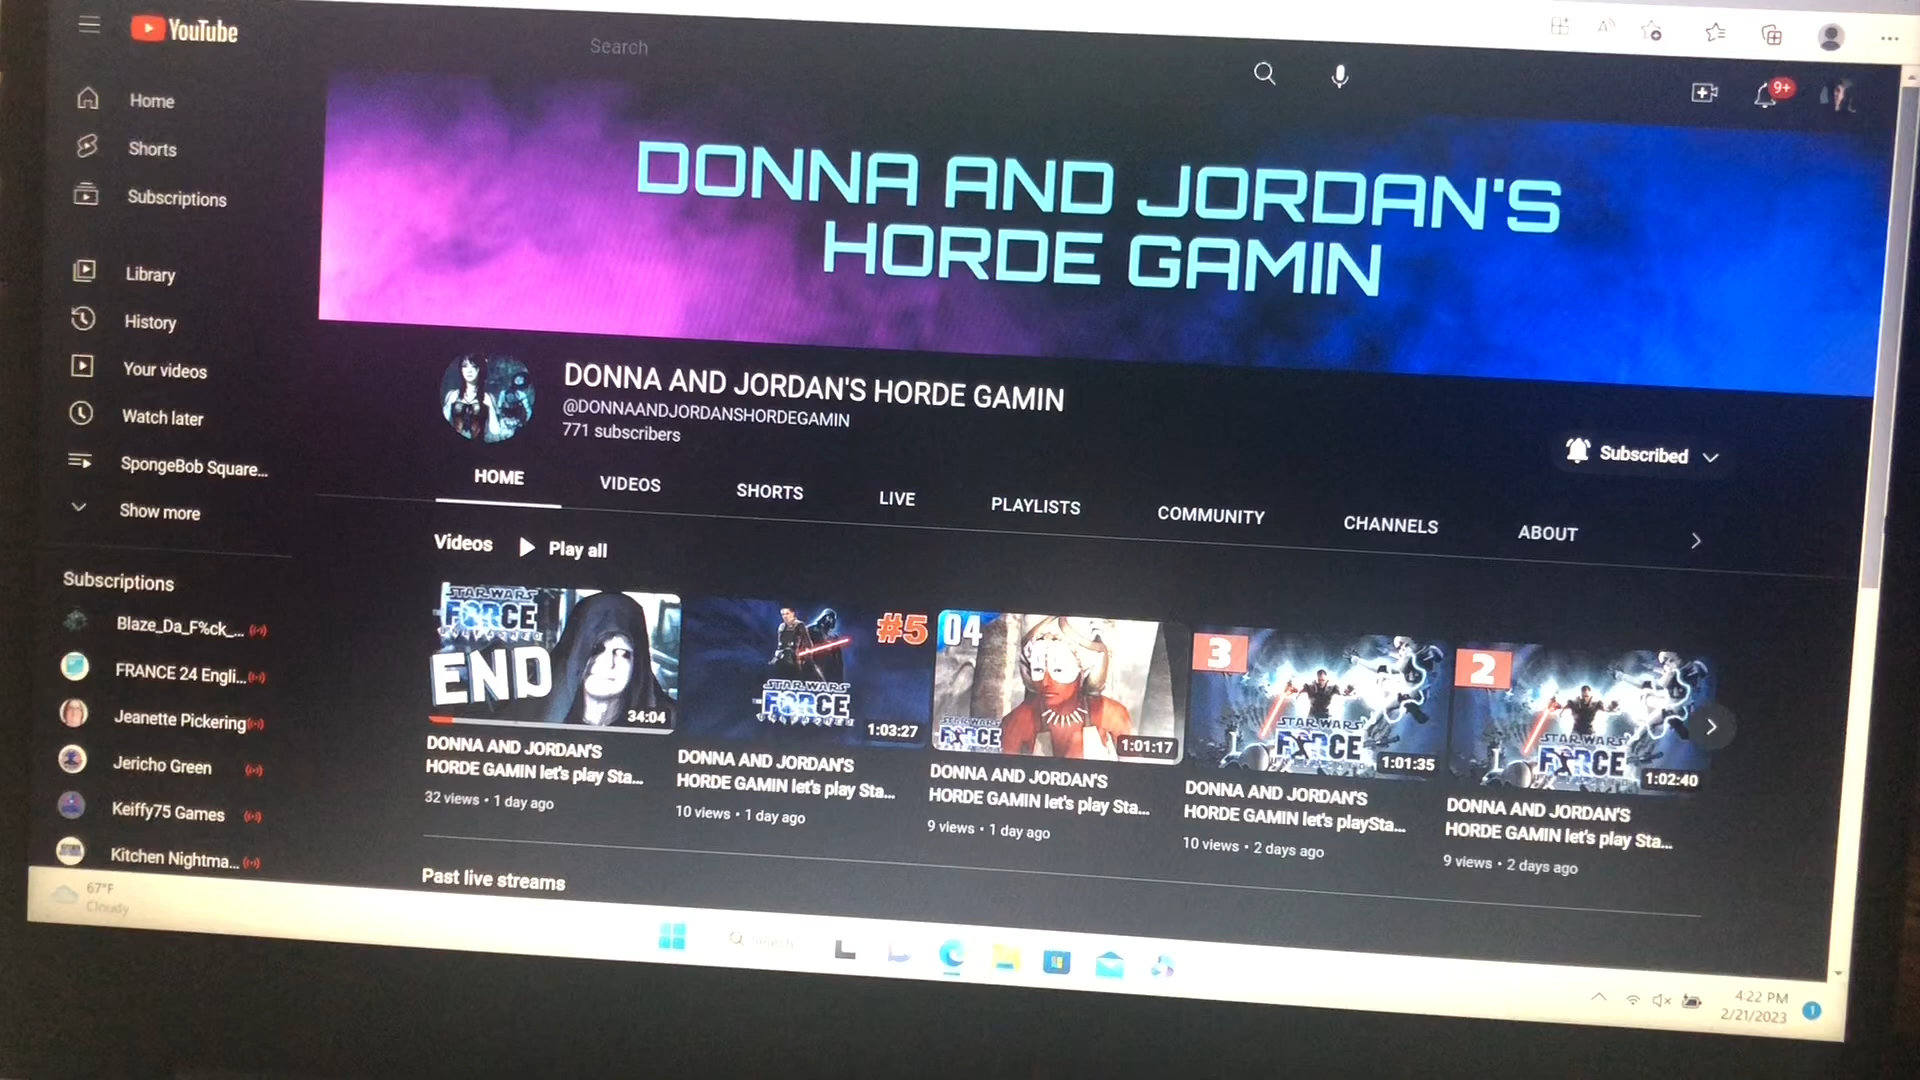 YouTube
Search
9+
Home
Shorts
Subscriptions
Library
History
Your videos
Watch later
SpongeBob Square...
Show more
Subscriptions
Blaze_Da_F%ck_...
FRANCE 24 Engli...
Jeanette Pickering
Jericho Green
Keiffy75 Games
Kitchen Nightma...
DONNA AND JORDAN'S
HORDE GAMIN
DONNA AND JORDAN'S HORDE GAMIN
@DONNAANDJORDANSHORDEGAMIN
771 subscribers
Subscribed
HOME VIDEOS SHORTS LIVE PLAYLISTS COMMUNITY CHANNELS ABOUT
Videos Play all
STAR WARS
FORCE
UNLEASHED
END
34:04
DONNA AND JORDAN'S
HORDE GAMIN let's play Sta...
32 views • 1 day ago
#5
STAR WARS
FORCE
1:03:27
DONNA AND JORDAN'S
HORDE GAMIN let's play Sta...
10 views • 1 day ago
04
STAR WARS
FORCE
1:01:17
DONNA AND JORDAN'S
HORDE GAMIN let's play Sta...
9 views • 1 day ago
3
STAR WARS
FORCE
1:01:35
DONNA AND JORDAN'S
HORDE GAMIN let's playSta...
10 views • 2 days ago
2
STAR WARS
FORCE
1:02:40
DONNA AND JORDAN'S
HORDE GAMIN let's play Sta...
9 views • 2 days ago
Past live streams
67°F
Cloudy
Search
4:22 PM
2/21/2023
1